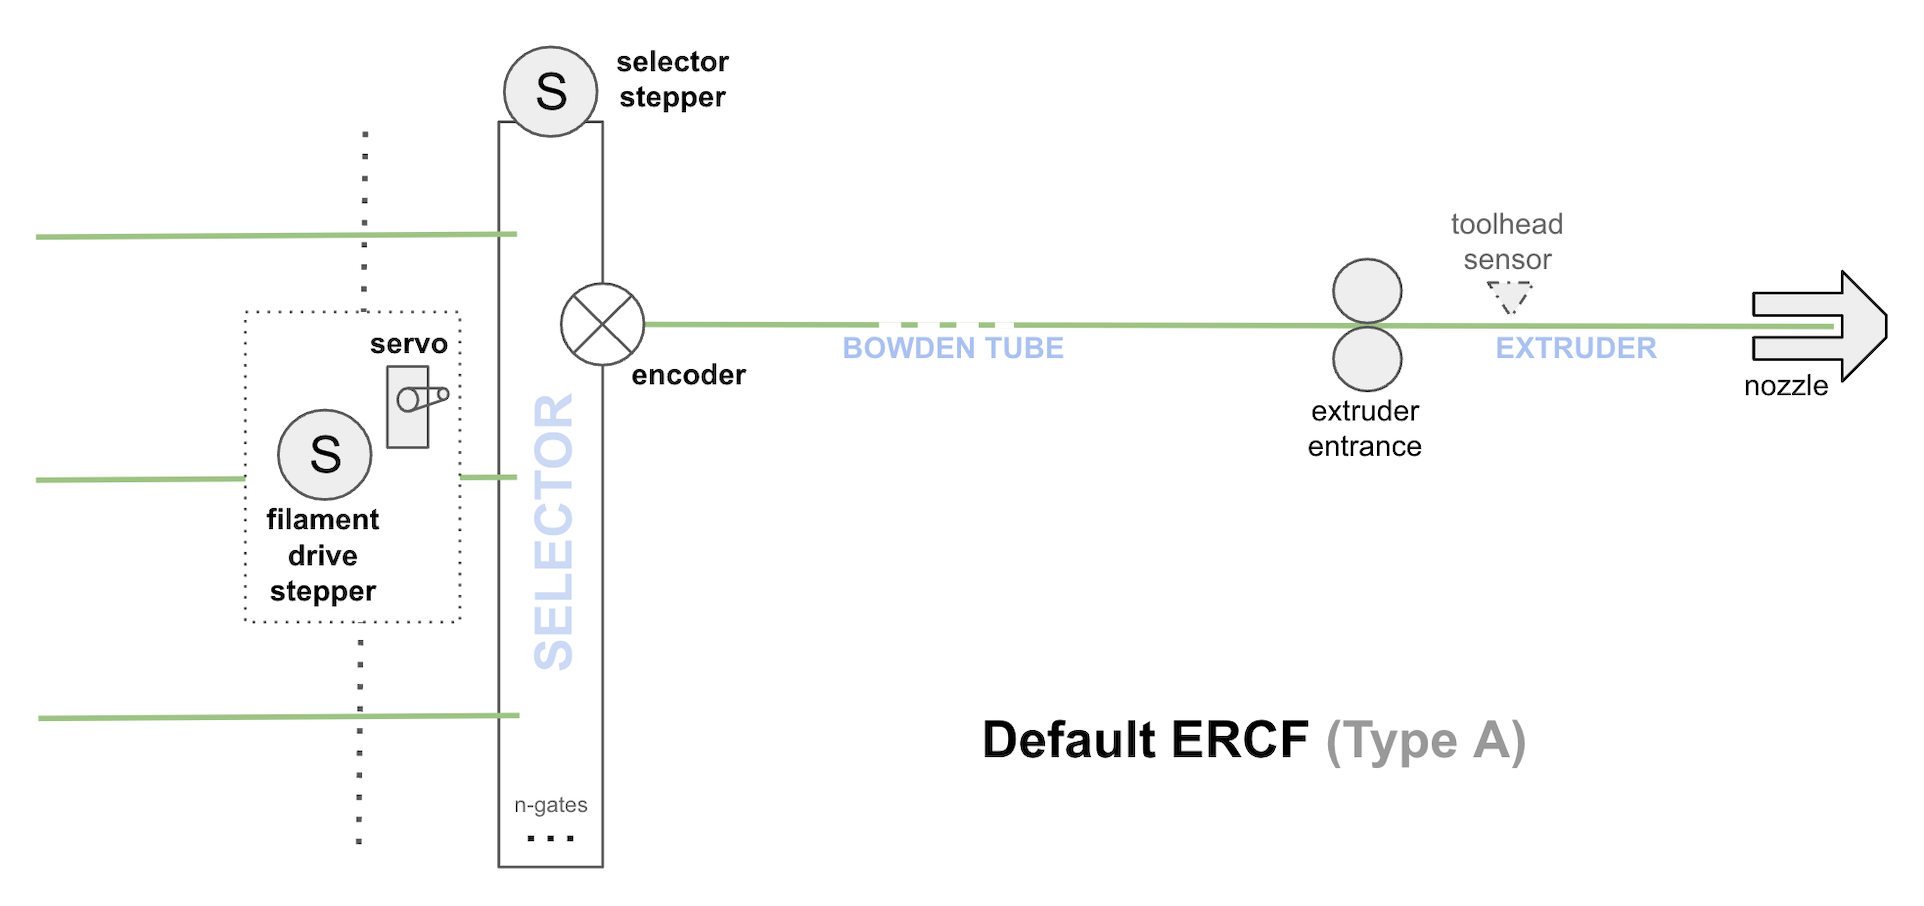 S
selector
stepper
toolhead
sensor
servo
BOWDEN TUBE
EXTRUDER
encoder
nozzle
extruder
entrance
S
filament
drive
stepper
SELECTOR
Default ERCF (Type A)
n-gates
...